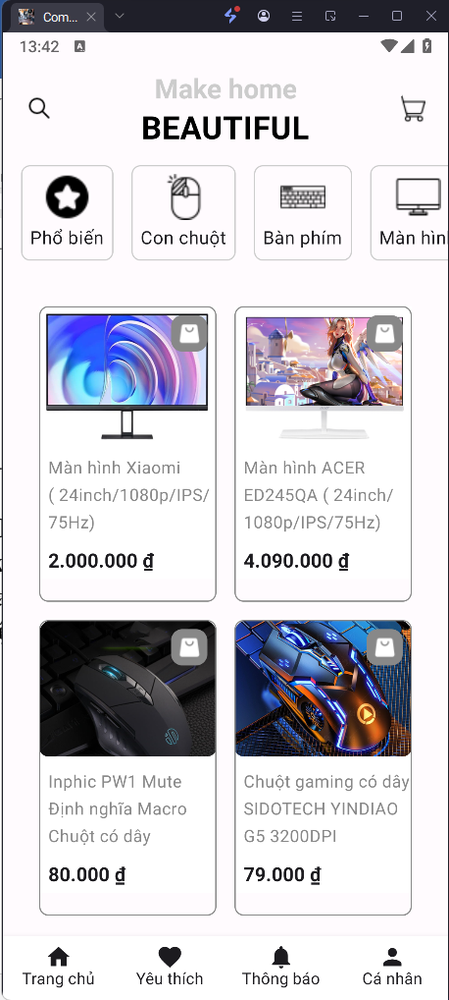 Com...
13:42
A
Make home
BEAUTIFUL
Phổ biến
Con chuột
Bàn phím
Màn hình
Màn hình Xiaomi
( 24inch/1080p/IPS/
75Hz)
2.000.000 ₫
Màn hình ACER
ED245QA ( 24inch/
1080p/IPS/75Hz)
4.090.000 ₫
Inphic PW1 Mute
Định nghĩa Macro
Chuột có dây
80.000 ₫
Chuột gaming có dây
SIDOTECH YINDIAO
G5 3200DPI
79.000 ₫
Trang chủ
Yêu thích
Thông báo
Cá nhân